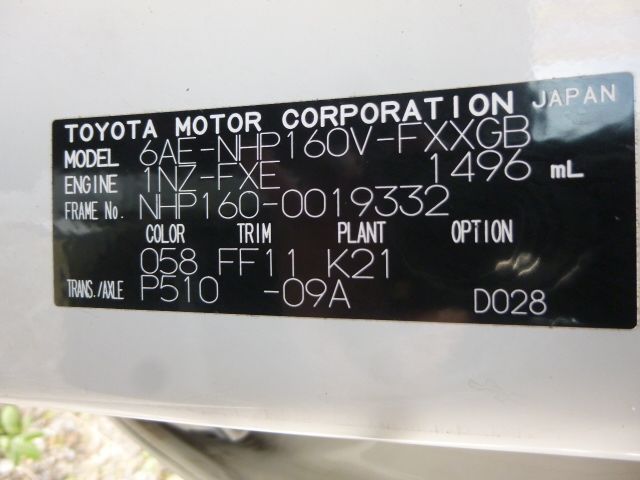 TOYOTA MOTOR CORPORATION JAPAN
MODEL 6AE-NHP160V-FXXGB
ENGINE 1NZ-FXE 1496 mL
FRAME No. NHP160-0019332
COLOR TRIM PLANT OPTION
058 FF11 K21
TRANS./AXLE P510 -09A D028